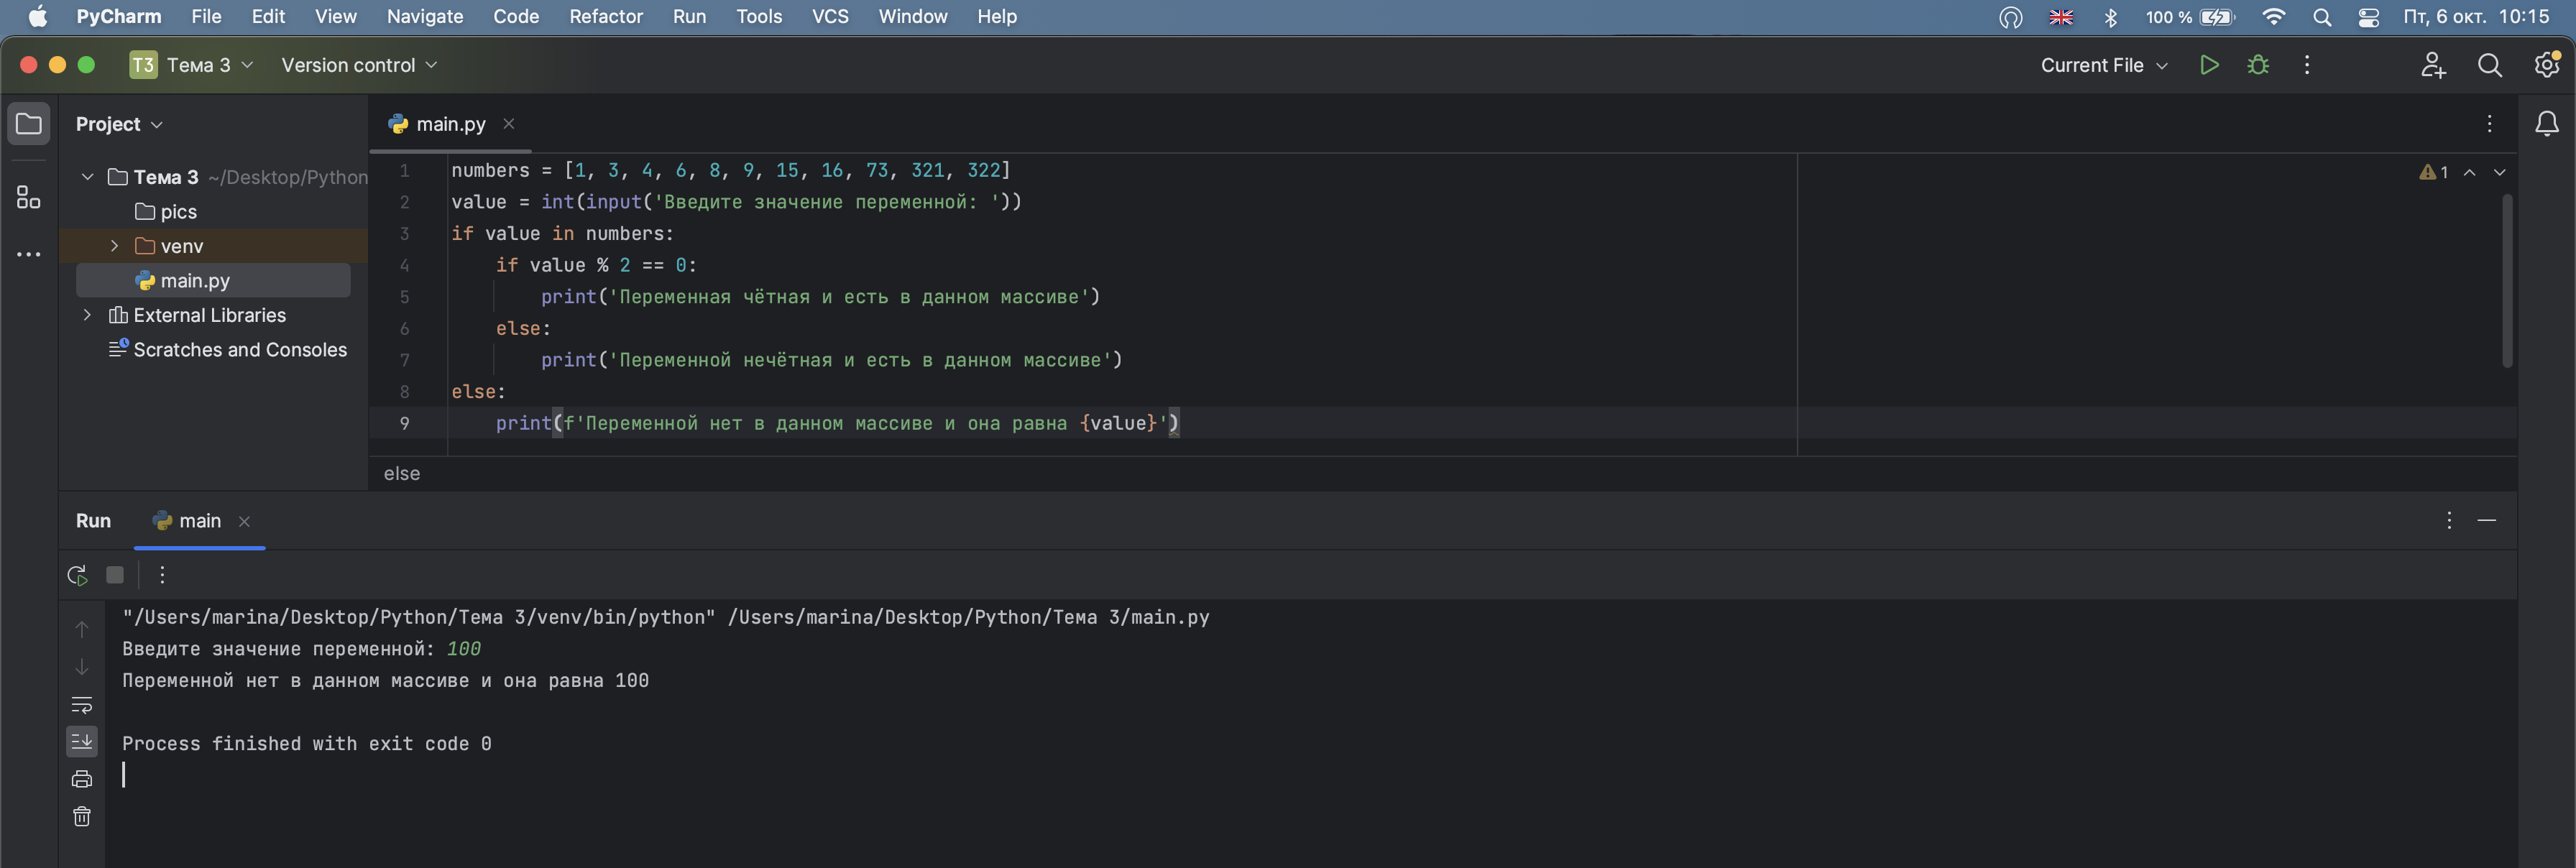 PyCharm File Edit View Navigate Code Refactor Run Tools VCS Window Help 100 % Пт, 6 окт. 10:15
T3 Тема 3 Version control Current File
Project
main.py
Тема 3 ~/Desktop/Python
pics
venv
main.py
External Libraries
Scratches and Consoles
1 numbers = [1, 3, 4, 6, 8, 9, 15, 16, 73, 321, 322]
2 value = int(input('Введите значение переменной: '))
3 if value in numbers:
4 if value % 2 == 0:
5 print('Переменная чётная и есть в данном массиве')
6 else:
7 print('Переменной нечётная и есть в данном массиве')
8 else:
9 print(f'Переменной нет в данном массиве и она равна {value}')
1
else
Run main
"/Users/marina/Desktop/Python/Тема 3/venv/bin/python" /Users/marina/Desktop/Python/Тема 3/main.py
Введите значение переменной: 100
Переменной нет в данном массиве и она равна 100
Process finished with exit code 0